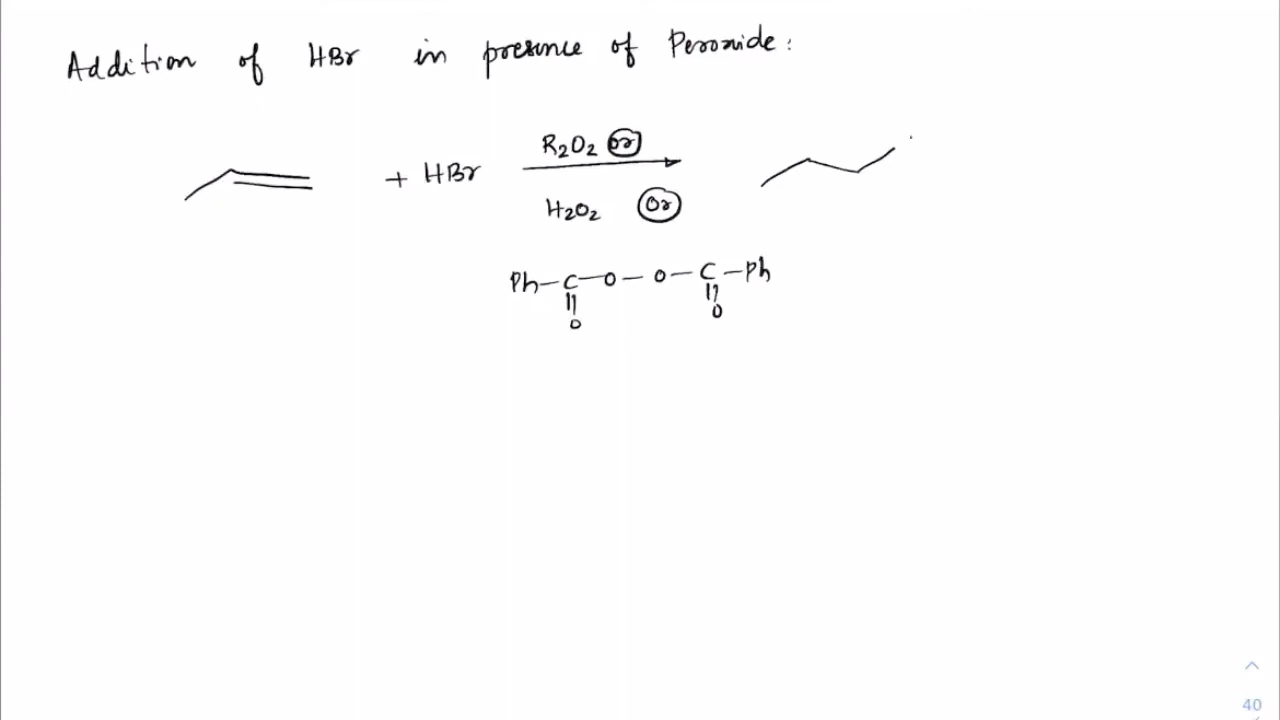 Addition of HBr in presence of Peroxide:
R2O2 or
+ HBr
H2O2 Or
Ph-C-O-O-C-Ph
O O
40